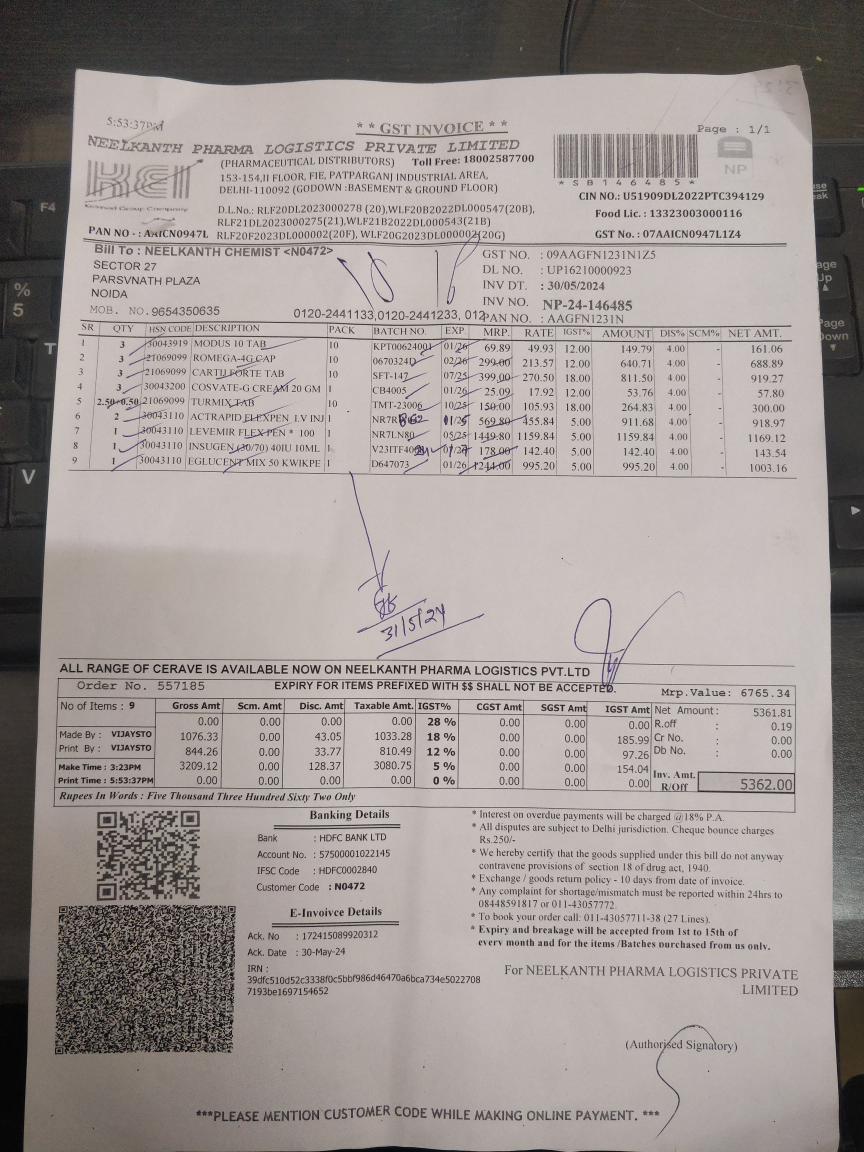 5:53:37PM
** GST INVOICE **
Page : 1/1
NEELKANTH PHARMA LOGISTICS PRIVATE LIMITED
(PHARMACEUTICAL DISTRIBUTORS) Toll Free: 18002587700
153-154,II FLOOR, FIE, PATPARGANJ INDUSTRIAL AREA,
DELHI-110092 (GODOWN :BASEMENT & GROUND FLOOR)
D.L.No.: RLF20DL2023000278 (20),WLF20B2022DL000547(20B),
RLF21DL2023000275(21),WLF21B2022DL000543(21B)
RLF20F2023DL000002(20F), WLF20G2023DL000002(20G)
PAN NO - : AAICN0947L
* S B 1 4 6 4 8 5 *
NP
CIN NO.: U51909DL2022PTC394129
Food Lic. : 13323003000116
GST No. : 07AAICN0947L1Z4
Bill To : NEELKANTH CHEMIST <N0472>
SECTOR 27
PARSVNATH PLAZA
NOIDA
MOB. NO. 9654350635
0120-2441133,0120-2441233, 012
GST NO. : 09AAGFN1231N1Z5
DL NO. : UP16210000923
INV DT. : 30/05/2024
INV NO. NP-24-146485
PAN NO. : AAGFN1231N
SR QTY HSN CODE DESCRIPTION PACK BATCH NO. EXP. MRP. RATE IGST% AMOUNT DIS% SCM% NET AMT.
1 3 30043919 MODUS 10 TAB 10 KPT00624001 01/26 69.89 49.93 12.00 149.79 4.00 - 161.06
2 3 21069099 ROMEGA-4G CAP 10 0670324D 02/26 299.00 213.57 12.00 640.71 4.00 - 688.89
3 3 21069099 CARTIJ FORTE TAB 10 SFT-147 07/25 399.00 270.50 18.00 811.50 4.00 - 919.27
4 3 30043200 COSVATE-G CREAM 20 GM 1 CB4005 01/26 25.09 17.92 12.00 53.76 4.00 - 57.80
5 2.50+0.50 21069099 TURMIX TAB 10 TMT-23006 10/25 150.00 105.93 18.00 264.83 4.00 - 300.00
6 2 30043110 ACTRAPID FLEXPEN I.V INJ 1 569.80 455.84 5.00 911.68 4.00 - 918.97
7 1 30043110 LEVEMIR FLEX PEN * 100 1 NR7LN80 05/25 1449.80 1159.84 5.00 1159.84 4.00 - 1169.12
8 1 30043110 INSUGEN (30/70) 40IU 10ML 1 178.00 142.40 5.00 142.40 4.00 - 143.54
9 1 30043110 EGLUCENT MIX 50 KWIKPE 1 D647073 01/26 1244.00 995.20 5.00 995.20 4.00 - 1003.16
31/5/24
ALL RANGE OF CERAVE IS AVAILABLE NOW ON NEELKANTH PHARMA LOGISTICS PVT.LTD
Order No. 557185 EXPIRY FOR ITEMS PREFIXED WITH $$ SHALL NOT BE ACCEPTED. Mrp.Value: 6765.34
No of Items : 9 Gross Amt Scm. Amt Disc. Amt Taxable Amt. IGST% CGST Amt SGST Amt IGST Amt
0.00 0.00 0.00 0.00 28 % 0.00 0.00 0.00
Made By : VIJAYSTO 1076.33 0.00 43.05 1033.28 18 % 0.00 0.00 185.99
Print By : VIJAYSTO 844.26 0.00 33.77 810.49 12 % 0.00 0.00 97.26
Make Time : 3:23PM 3209.12 0.00 128.37 3080.75 5 % 0.00 0.00 154.04
Print Time : 5:53:37PM 0.00 0.00 0.00 0.00 0 % 0.00 0.00 0.00
Net Amount: 5361.81
R.off : 0.19
Cr No. : 0.00
Db No. : 0.00
Inv. Amt. R/Off 5362.00
Rupees In Words : Five Thousand Three Hundred Sixty Two Only
Banking Details
Bank : HDFC BANK LTD
Account No. : 57500001022145
IFSC Code : HDFC0002840
Customer Code : N0472
E-Invoivce Details
Ack. No : 172415089920312
Ack. Date : 30-May-24
IRN :
39dfc510d52c3338f0c5bbf986d46470a6bca734e5022708
7193be1697154652
* Interest on overdue payments will be charged @18% P.A.
* All disputes are subject to Delhi jurisdiction. Cheque bounce charges
Rs.250/-
* We hereby certify that the goods supplied under this bill do not anyway
contravene provisions of section 18 of drug act, 1940.
* Exchange / goods return policy - 10 days from date of invoice.
* Any complaint for shortage/mismatch must be reported within 24hrs to
08448591817 or 011-43057772.
* To book your order call: 011-43057711-38 (27 Lines).
* Expiry and breakage will be accepted from 1st to 15th of
every month and for the items /Batches purchased from us only.
For NEELKANTH PHARMA LOGISTICS PRIVATE
LIMITED
(Authorised Signatory)
***PLEASE MENTION CUSTOMER CODE WHILE MAKING ONLINE PAYMENT. ***
F4
%
5
T
V
Page
Down